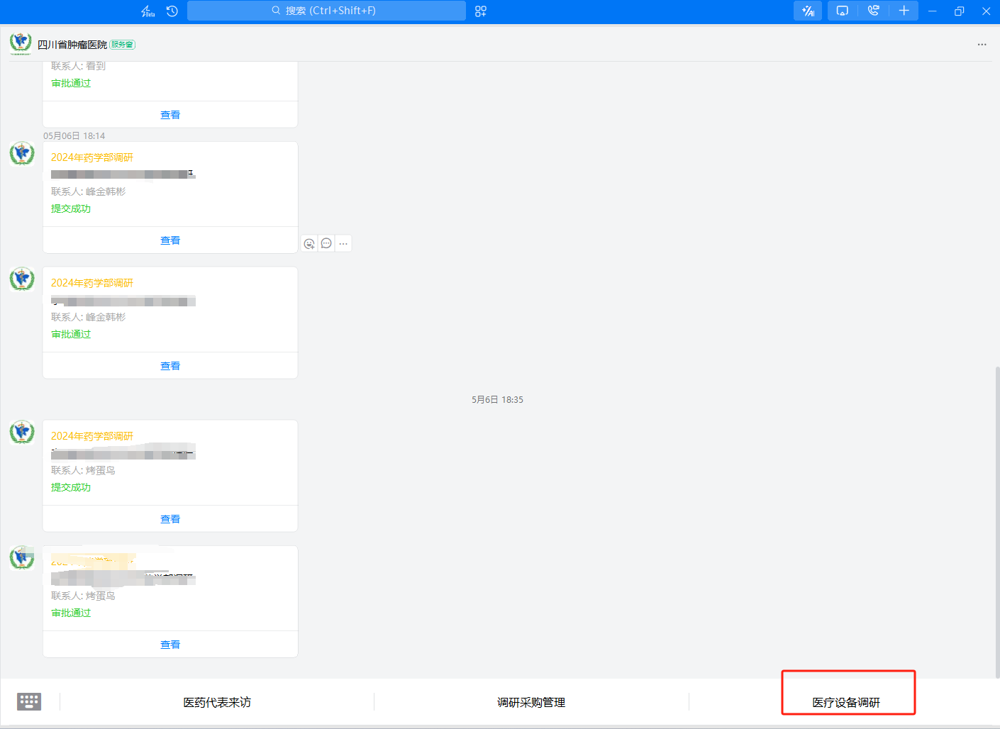 Beta
搜索 (Ctrl+Shift+F)
四川省肿瘤医院 服务窗
联系人: 看到
审批通过
查看
05月06日 18:14
2024年药学部调研
联系人: 峰金韩彬
提交成功
查看
2024年药学部调研
联系人: 峰金韩彬
审批通过
查看
5月6日 18:35
2024年药学部调研
联系人: 烤蛋鸟
提交成功
查看
联系人: 烤蛋鸟
审批通过
查看
医药代表来访
调研采购管理
医疗设备调研